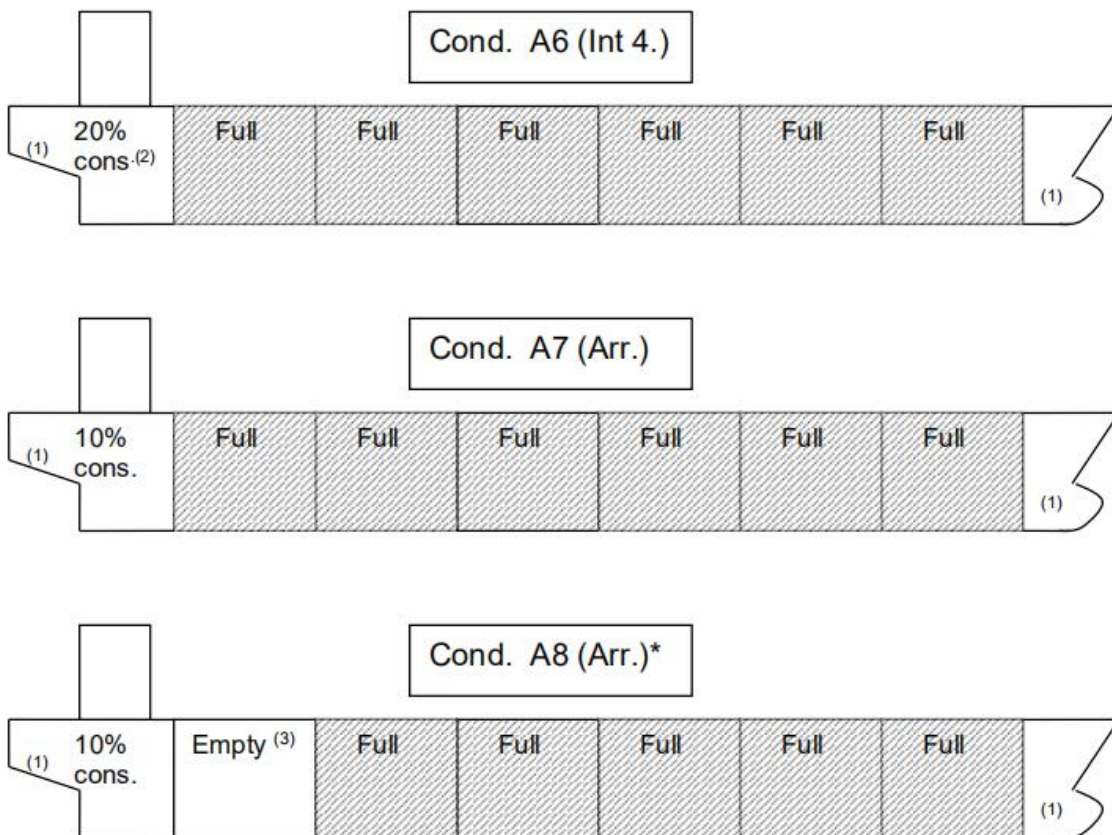 Cond. A6 (Int 4.)
20% Full Full Full Full Full Full
(1) cons.(2)
(1)
Cond. A7 (Arr.)
10% Full Full Full Full Full Full
(1) cons.
(1)
Cond. A8 (Arr.)*
10% Empty (3) Full Full Full Full Full
(1) cons.
(1)